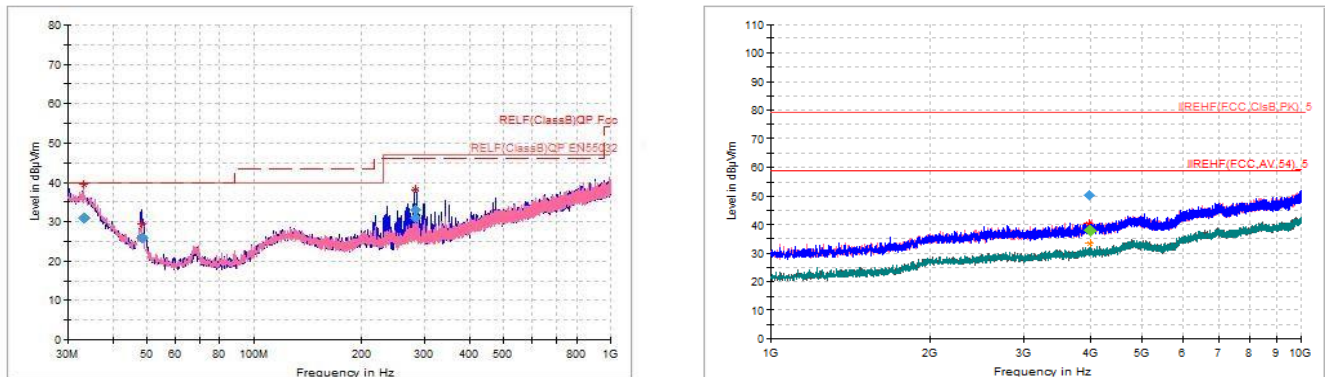 80
70
60
50
40
30
20
10
0
Level in dBµV/m
RELF(ClassB)QP Fcc
RELF(ClassB)QP EN55032
30M 50 60 80 100M 200 300 400 500 800 1G
Frequency in Hz
110
100
90
80
70
60
50
40
30
20
10
0
Level in dBµV/m
REHF(FCC,ClsB,PK)_5
REHF(FCC,AV,54)_5
1G 2G 3G 4G 5G 6 7 8 9 10G
Frequency in Hz